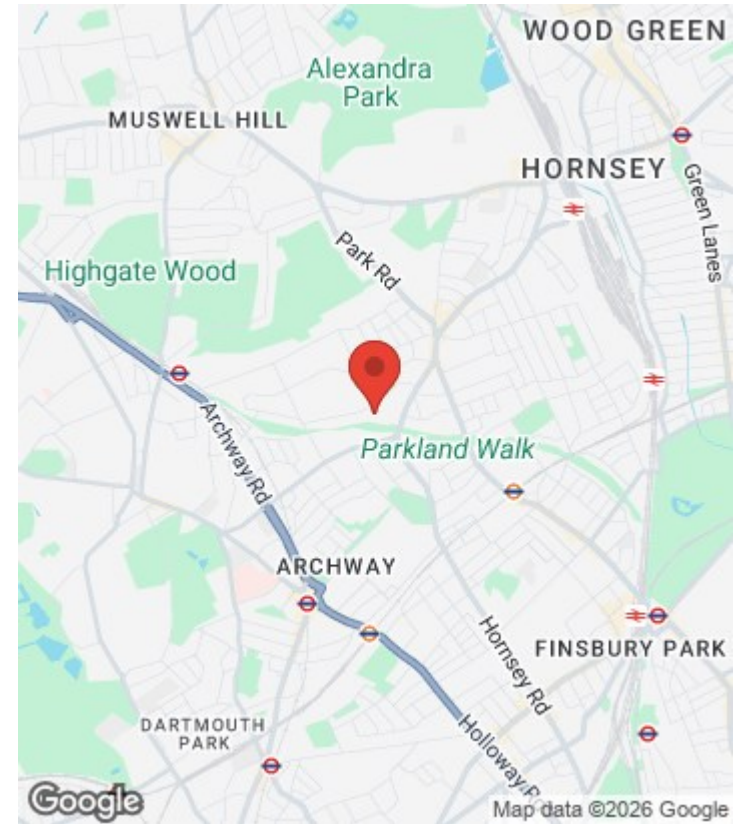 WOOD GREEN
Alexandra
Park
MUSWELL HILL
HORNSEY
Green Lanes
Park Rd
Highgate Wood
Archway Rd
Parkland Walk
ARCHWAY
Hornsey Rd
FINSBURY PARK
DARTMOUTH
PARK
Holloway R
Google
Map data ©2026 Google